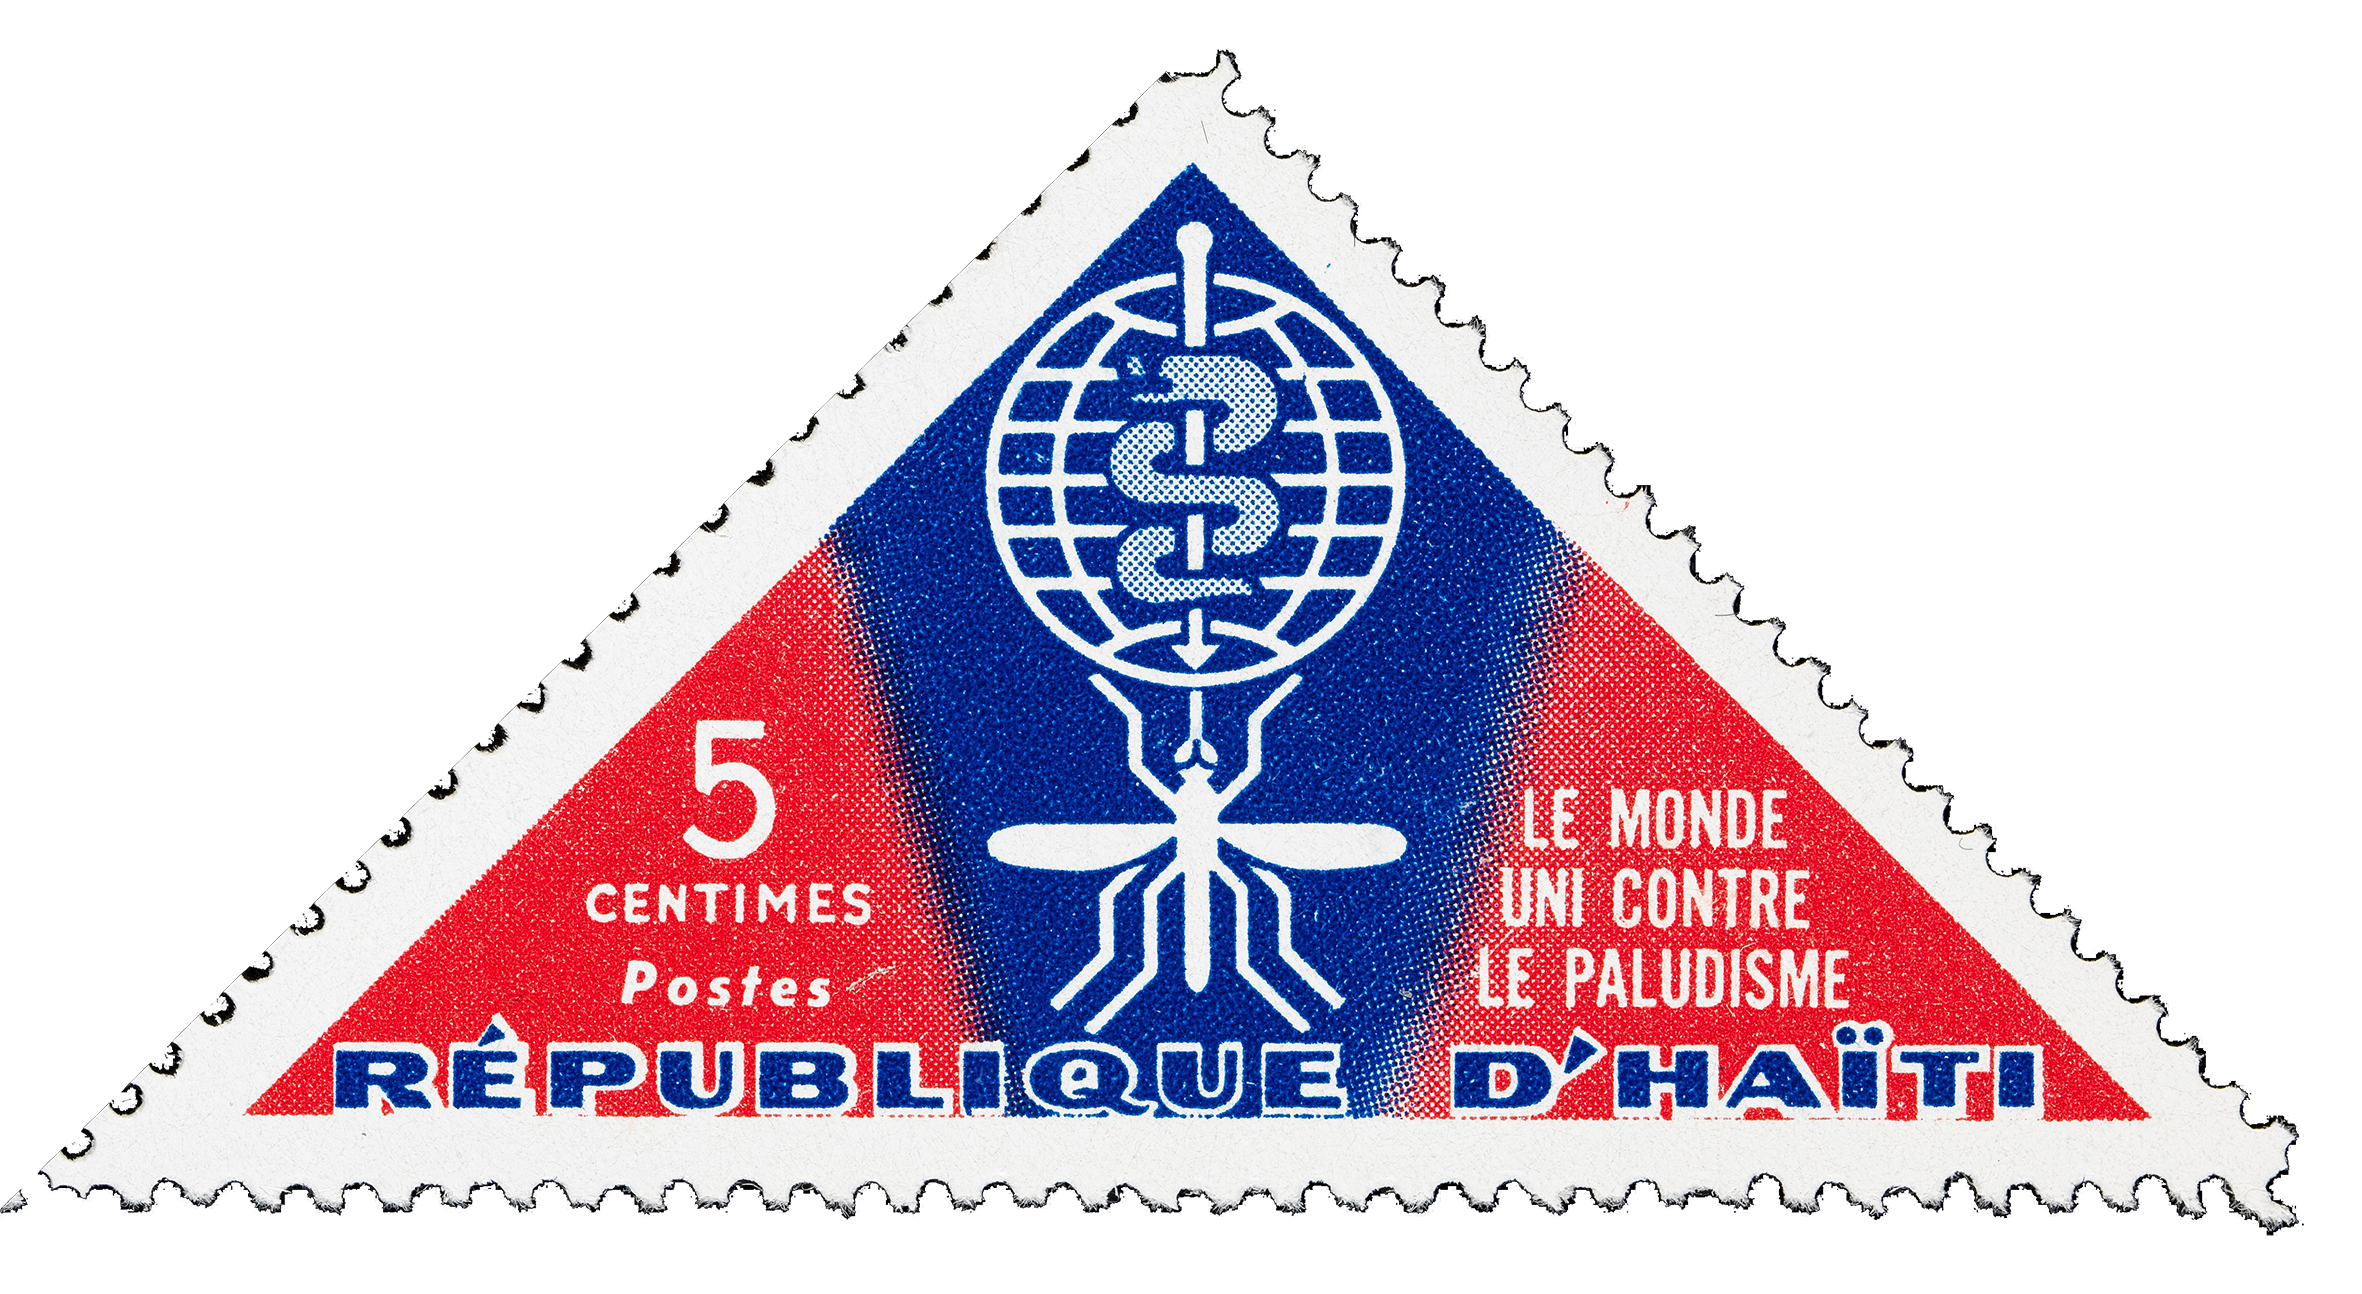 5
CENTIMES
Postes
LE MONDE
UNI CONTRE
LE PALUDISME
RÉPUBLIQUE D'HAÏTI